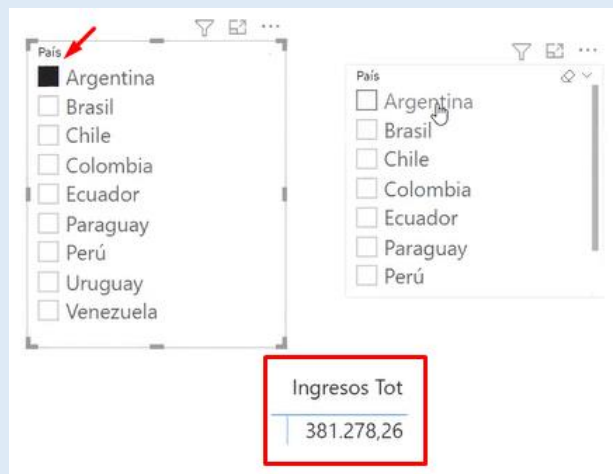 País
Argentina
Brasil
Chile
Colombia
Ecuador
Paraguay
Perú
Uruguay
Venezuela
País
Argentina
Brasil
Chile
Colombia
Ecuador
Paraguay
Perú
Ingresos Tot
381.278,26